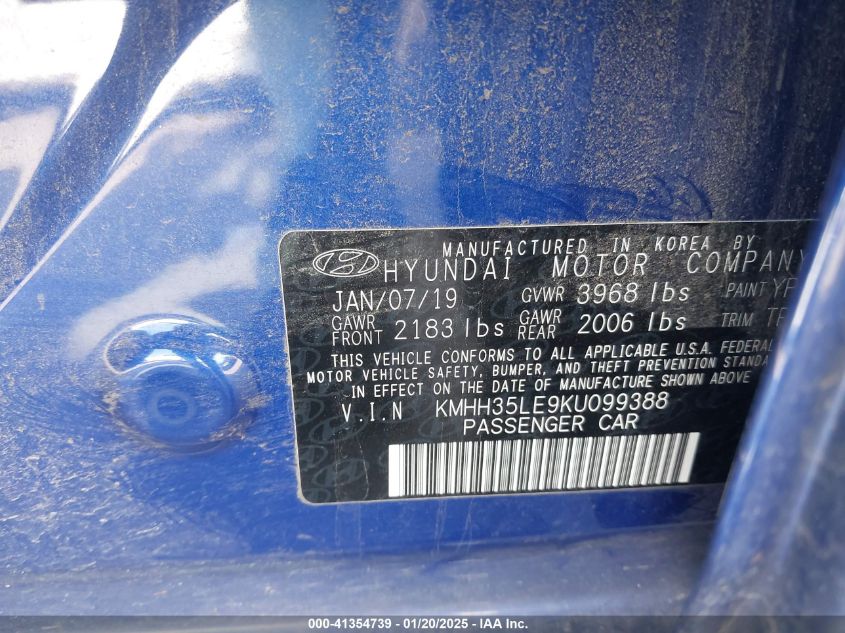 MANUFACTURED IN KOREA BY
HYUNDAI MOTOR COMPANY
JAN/07/19 GVWR 3968 lbs PAINT
GAWR FRONT 2183 lbs GAWR REAR 2006 lbs TRIM
THIS VEHICLE CONFORMS TO ALL APPLICABLE U.S.A. FEDERAL
MOTOR VEHICLE SAFETY, BUMPER, AND THEFT PREVENTION
IN EFFECT ON THE DATE OF MANUFACTURE SHOWN ABOVE
V.I.N KMHH35LE9KU099388
PASSENGER CAR
000-41354739 - 01/20/2025 - IAA Inc.